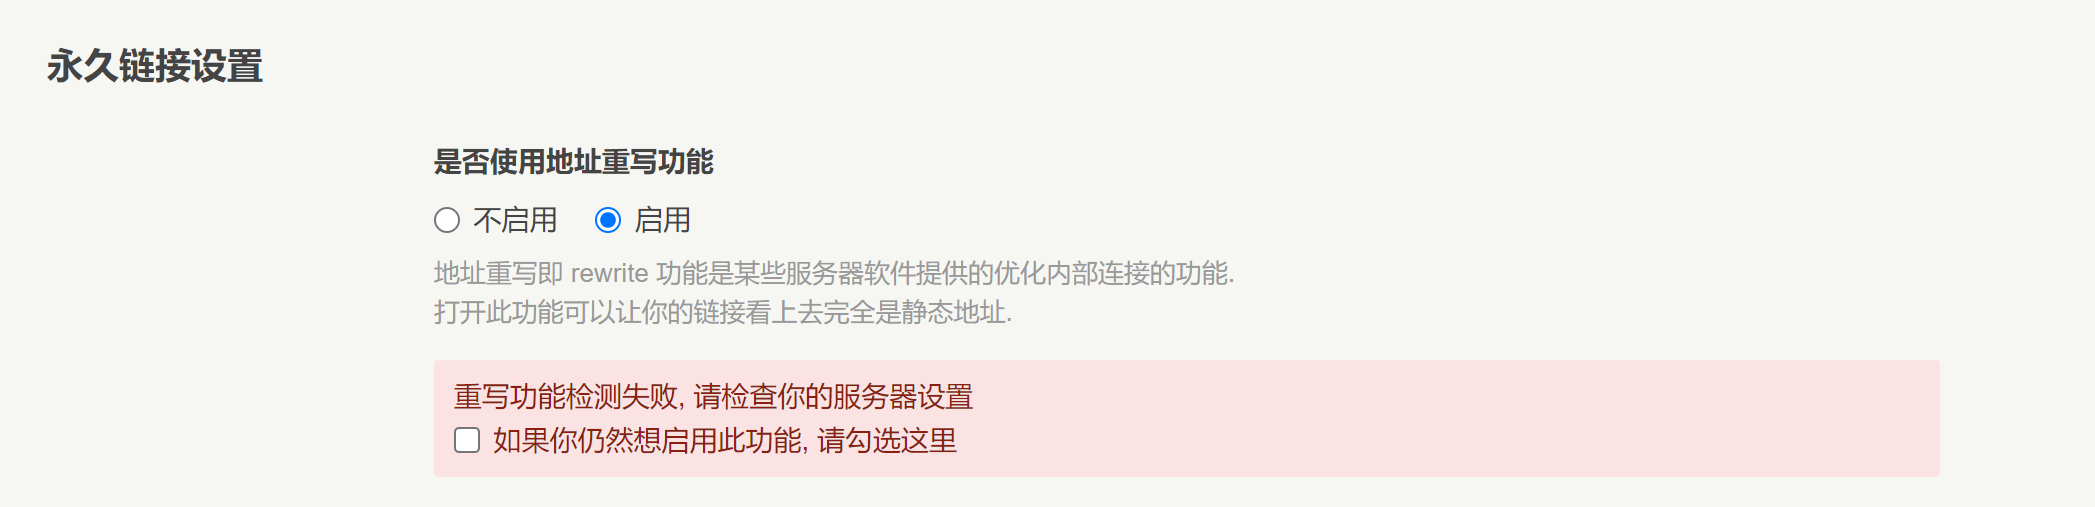 永久链接设置
是否使用地址重写功能
不启用 启用
地址重写即 rewrite 功能是某些服务器软件提供的优化内部连接的功能.
打开此功能可以让你的链接看上去完全是静态地址.
重写功能检测失败, 请检查你的服务器设置
如果你仍然想启用此功能, 请勾选这里